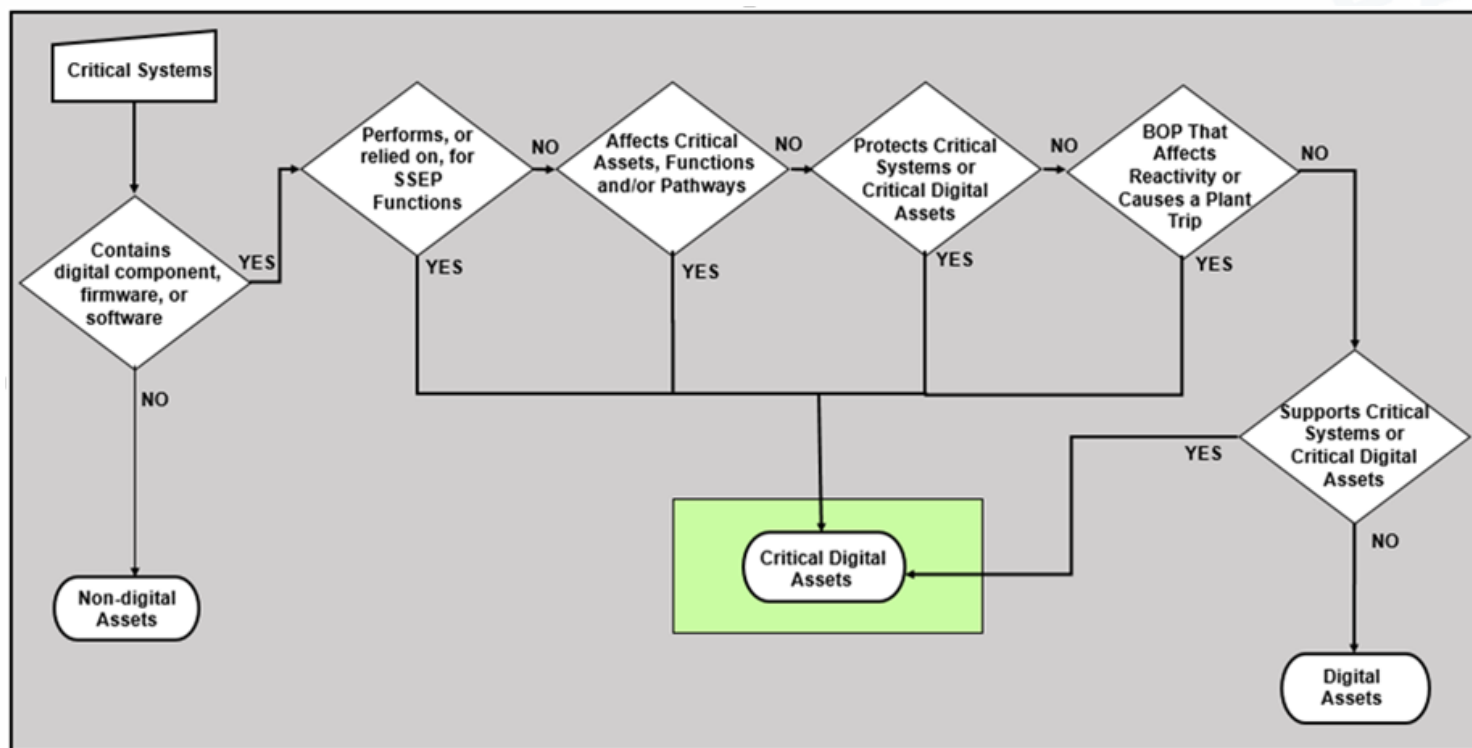 Critical Systems
Contains
digital component,
firmware, or
software
YES
NO
Non-digital
Assets
Performs, or
relied on, for
SSEP
Functions
NO
YES
Affects Critical
Assets, Functions
and/or Pathways
NO
YES
Protects Critical
Systems or
Critical Digital
Assets
NO
YES
BOP That
Affects
Reactivity or
Causes a Plant
Trip
NO
YES
Supports Critical
Systems or
Critical Digital
Assets
YES
NO
Critical Digital
Assets
Digital
Assets